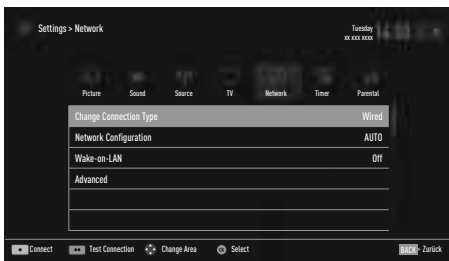 Settings > Network
Tuesday
xx xxx xxxx
Picture Sound Source TV Network Timer Parental
Change Connection Type Wired
Network Configuration AUTO
Wake-on-LAN Off
Advanced
Connect Test Connection Change Area Select BACK - Zurück